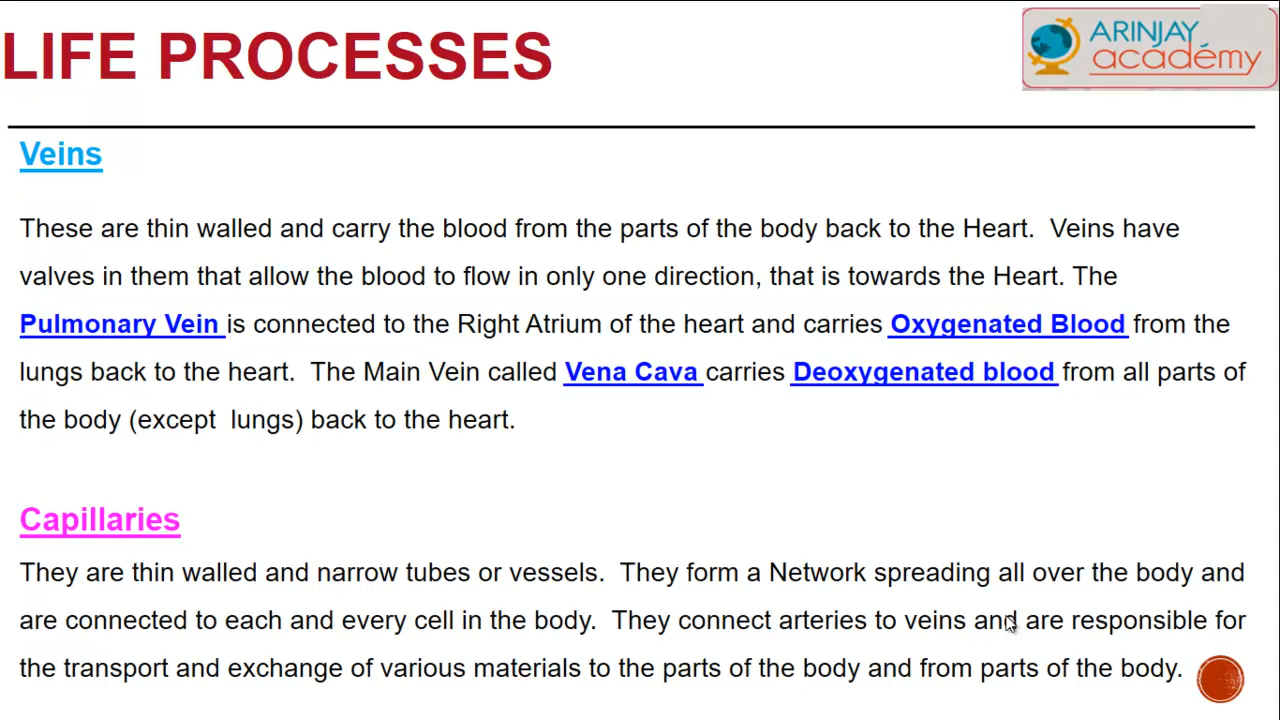 LIFE PROCESSES
ARINJAY
académy
Veins
These are thin walled and carry the blood from the parts of the body back to the Heart. Veins have
valves in them that allow the blood to flow in only one direction, that is towards the Heart. The
Pulmonary Vein is connected to the Right Atrium of the heart and carries Oxygenated Blood from the
lungs back to the heart. The Main Vein called Vena Cava carries Deoxygenated blood from all parts of
the body (except lungs) back to the heart.
Capillaries
They are thin walled and narrow tubes or vessels. They form a Network spreading all over the body and
are connected to each and every cell in the body. They connect arteries to veins and are responsible for
the transport and exchange of various materials to the parts of the body and from parts of the body.